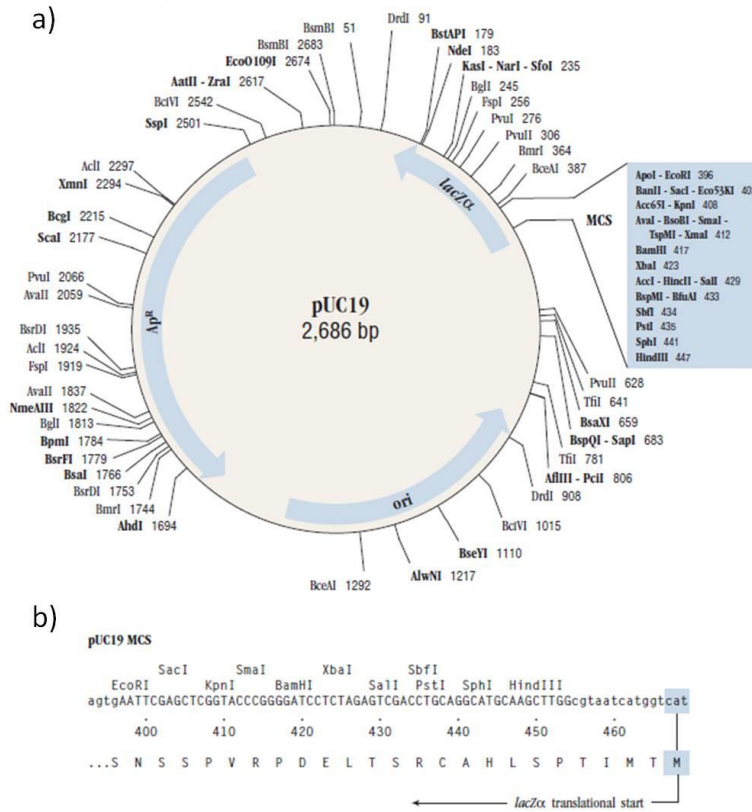 a)
BsmBI 51
BsmBI 2683
EcoO109I 2674
AatII - ZraI 2617
BciVI 2542
SspI 2501
AclI 2297
XmnI 2294
BcgI 2215
ScaI 2177
PvuI 2066
AvaII 2059
BsrDI 1935
AclI 1924
FspI 1919
AvaII 1837
NmeAIII 1822
BglI 1813
BpmI 1784
BsrFI 1779
BsaI 1766
BsrDI 1753
BmrI 1744
AhdI 1694
DrdI 91
BstAPI 179
NdeI 183
KasI - NarI - SfoI 235
BglI 245
FspI 256
PvuI 276
PvuII 306
BmrI 364
BceAI 387
MCS
ApoI - EcoRI 396
BanII - SacI - Eco53KI 40
Acc65I - KpnI 408
AvaI - BsoBI - SmaI -
TspMI - XmaI 412
BamHI 417
XbaI 423
AccI - HincII - SalI 429
BspMI - BfuAI 433
SbfI 434
PstI 435
SphI 441
HindIII 447
PvuII 628
TfiI 641
BsaXI 659
BspQI - SapI 683
TfiI 781
AflIII - PciI 806
DrdI 908
BciVI 1015
BseYI 1110
AlwNI 1217
BceAI 1292
lacZα
ApR
ori
pUC19
2,686 bp
b)
pUC19 MCS
SacI SmaI XbaI SbfI
EcoRI KpnI BamHI SalI PstI SphI HindIII
agtgAATTCGAGCTCGGTACCCGGGGATCCTCTAGAGTCGACCTGCAGGCATGCAAGCTTGGcgtaatcatggtcat
400 410 420 430 440 450 460
...S N S S P V R P D E L T S R C A H L S P T I M T M
lacZα translational start